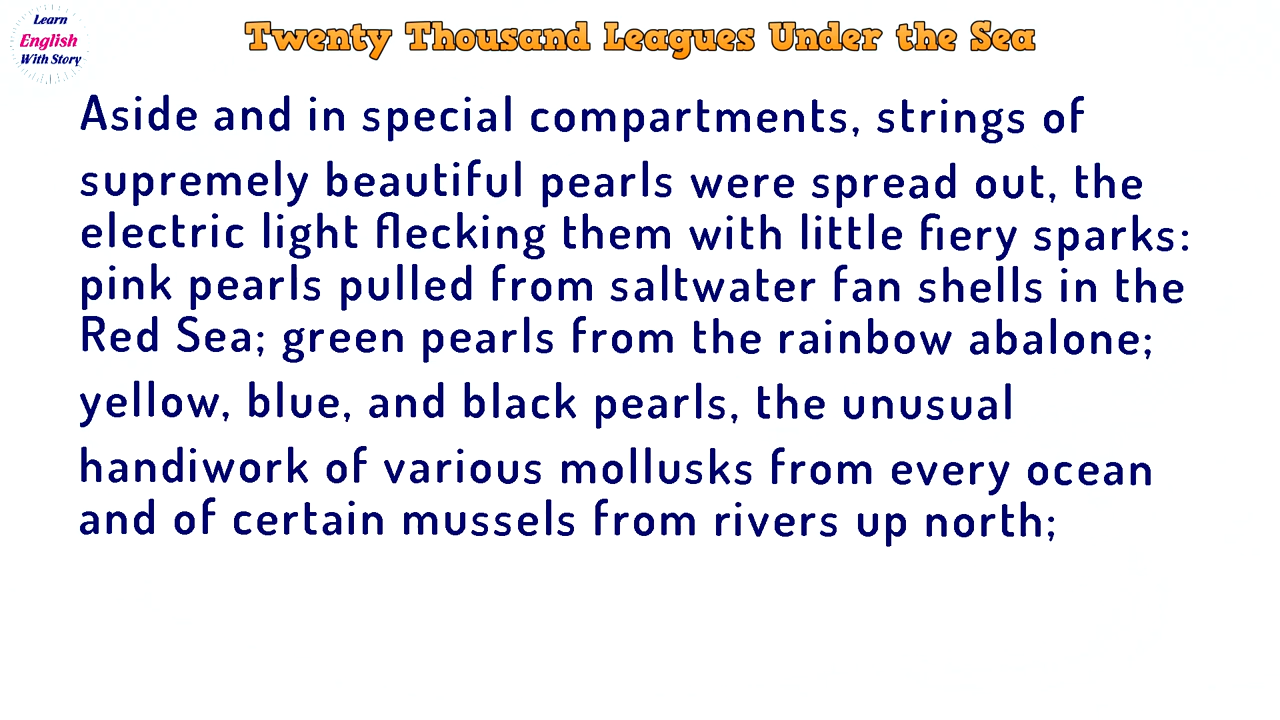 Learn
English
With Story
Twenty Thousand Leagues Under the Sea
Aside and in special compartments, strings of
supremely beautiful pearls were spread out, the
electric light flecking them with little fiery sparks:
pink pearls pulled from saltwater fan shells in the
Red Sea; green pearls from the rainbow abalone;
yellow, blue, and black pearls, the unusual
handiwork of various mollusks from every ocean
and of certain mussels from rivers up north;